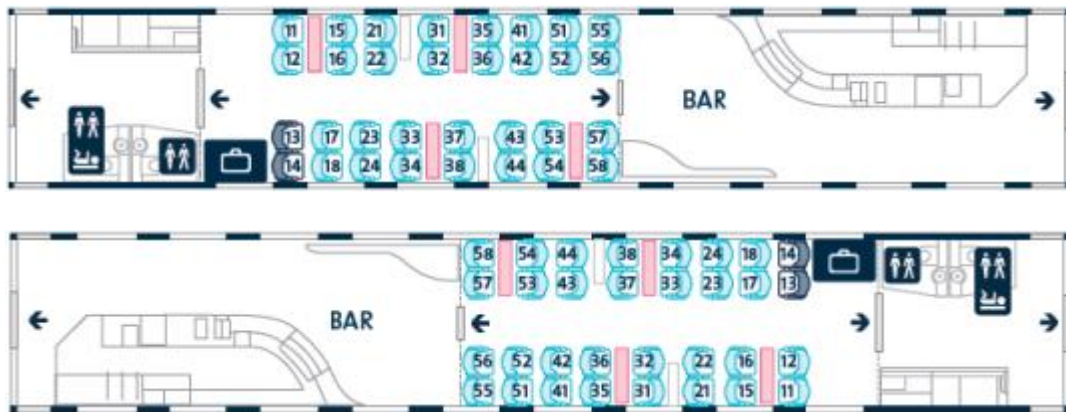 11 15 21 31 35 41 51 55
12 16 22 32 36 42 52 56
BAR
13 17 23 33 37 43 53 57
14 18 24 34 38 44 54 58
58 54 44 38 34 24 18 14
57 53 43 37 33 23 17 13
BAR
56 52 42 36 32 22 16 12
55 51 41 35 31 21 15 11